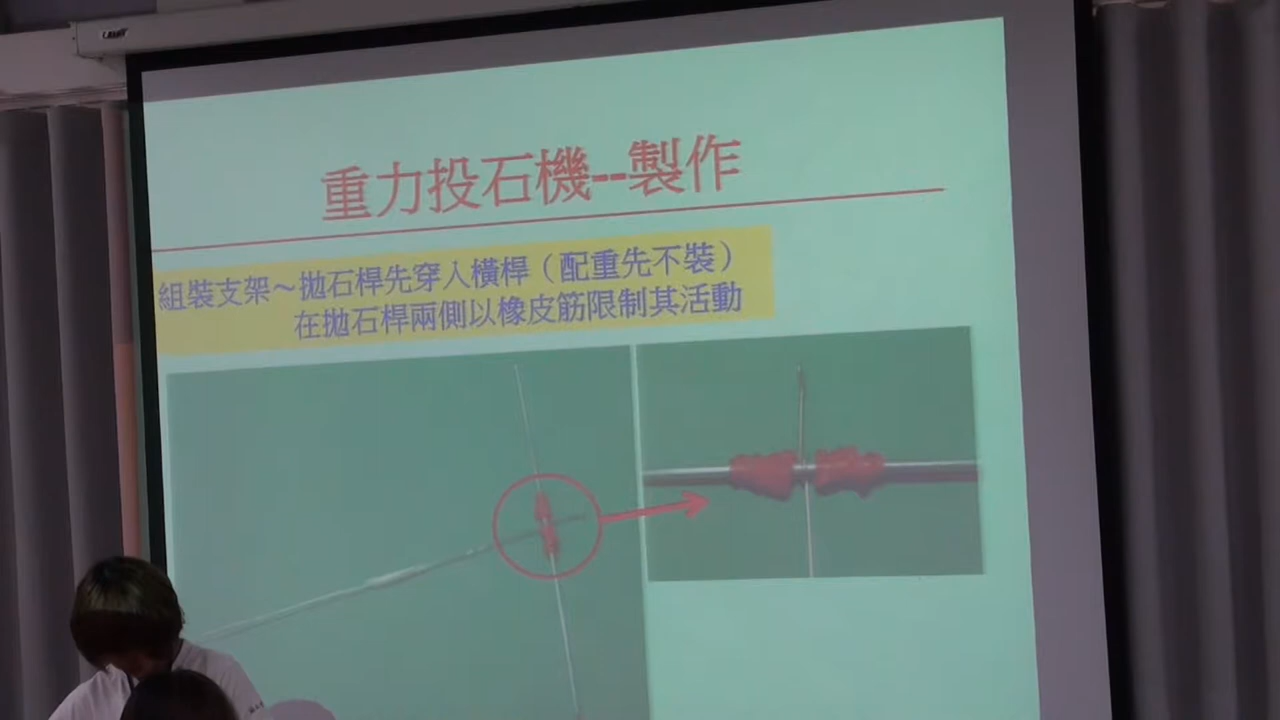 重力投石機--製作
組裝支架～拋石桿先穿入橫桿（配重先不裝）
在拋石桿兩側以橡皮筋限制其活動